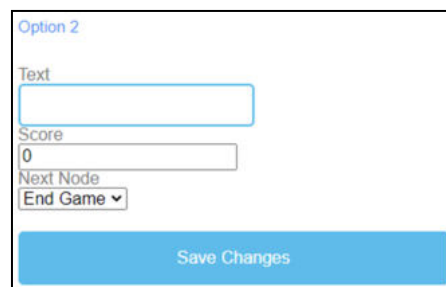 Option 2
Text
Score
0
Next Node
End Game
Save Changes